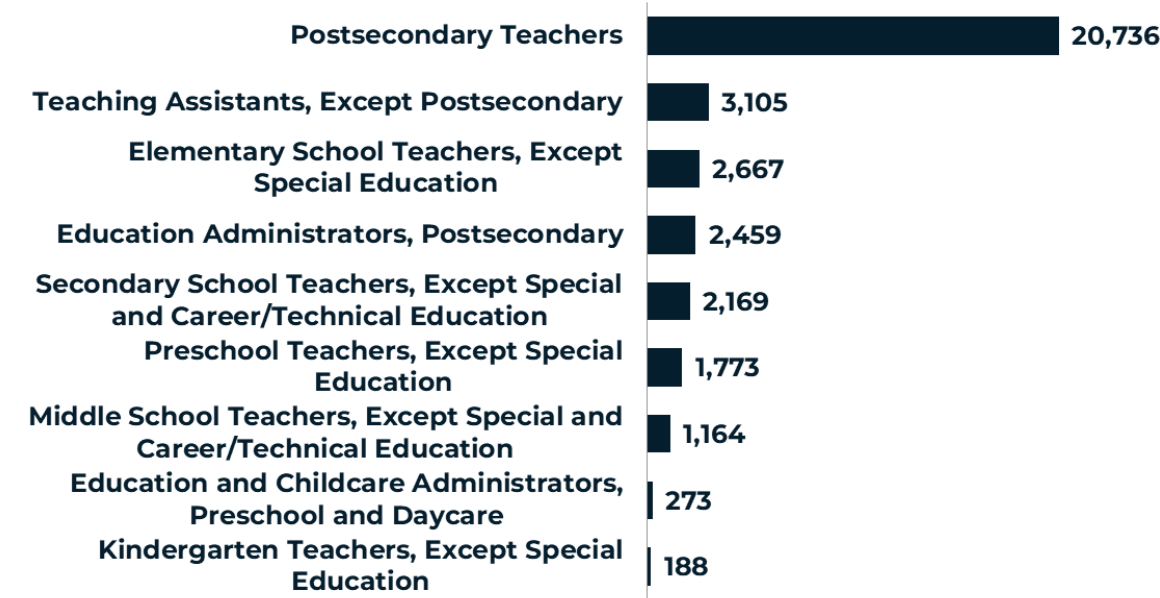 Postsecondary Teachers 20,736
Teaching Assistants, Except Postsecondary 3,105
Elementary School Teachers, Except
Special Education 2,667
Education Administrators, Postsecondary 2,459
Secondary School Teachers, Except Special
and Career/Technical Education 2,169
Preschool Teachers, Except Special
Education 1,773
Middle School Teachers, Except Special and
Career/Technical Education 1,164
Education and Childcare Administrators,
Preschool and Daycare 273
Kindergarten Teachers, Except Special
Education 188